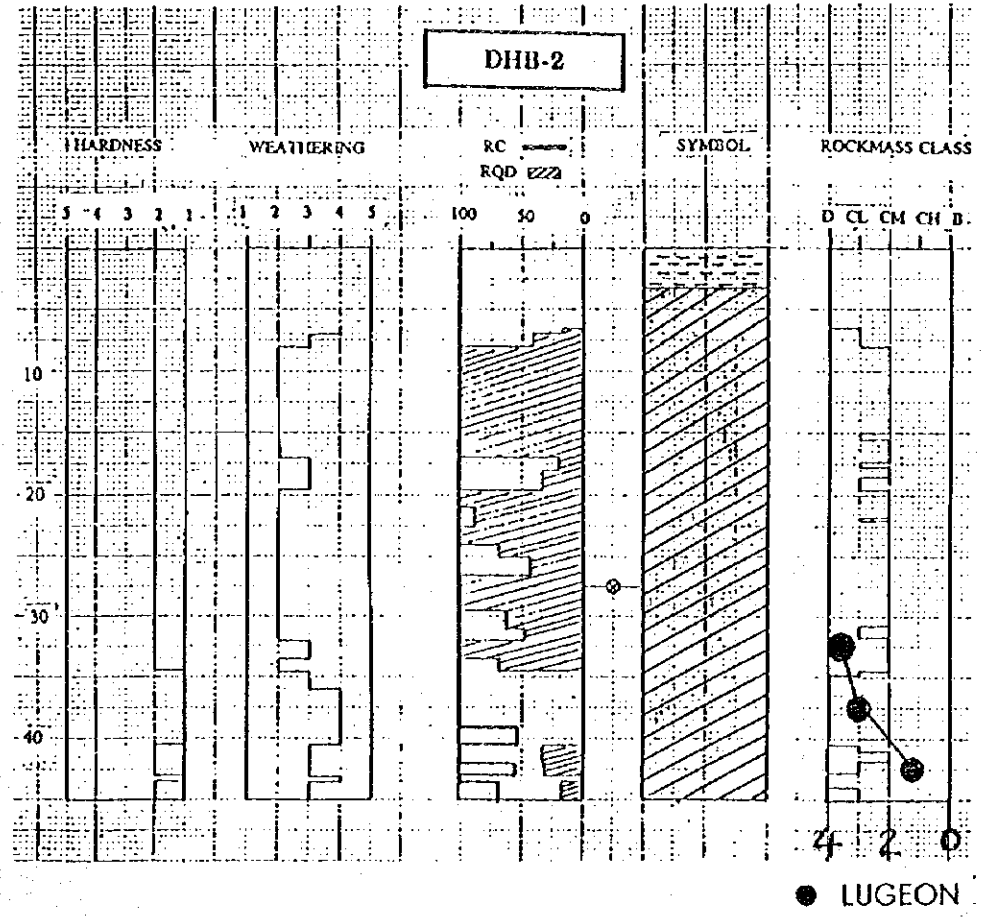 DHB-2
HARDNESS WEATHERING RC SYMBOL ROCKMASS CLASS
RQD
5 4 3 2 1 1 2 3 4 5 100 50 0 D CL CM CH B
10
20
30
40
4 2 0
LUGEON